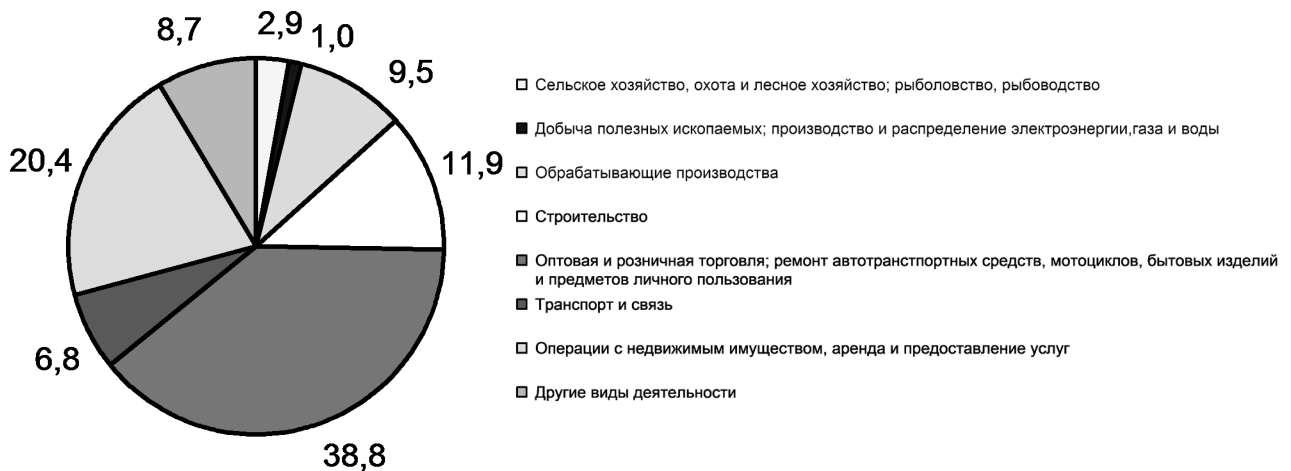 8,7
2,9
1,0
9,5
11,9
38,8
6,8
20,4
Сельское хозяйство, охота и лесное хозяйство; рыболовство, рыбоводство
Добыча полезных ископаемых; производство и распределение электроэнергии,газа и воды
Обрабатывающие производства
Строительство
Оптовая и розничная торговля; ремонт автотранстпортных средств, мотоциклов, бытовых изделий
и предметов личного пользования
Транспорт и связь
Операции с недвижимым имуществом, аренда и предоставление услуг
Другие виды деятельности